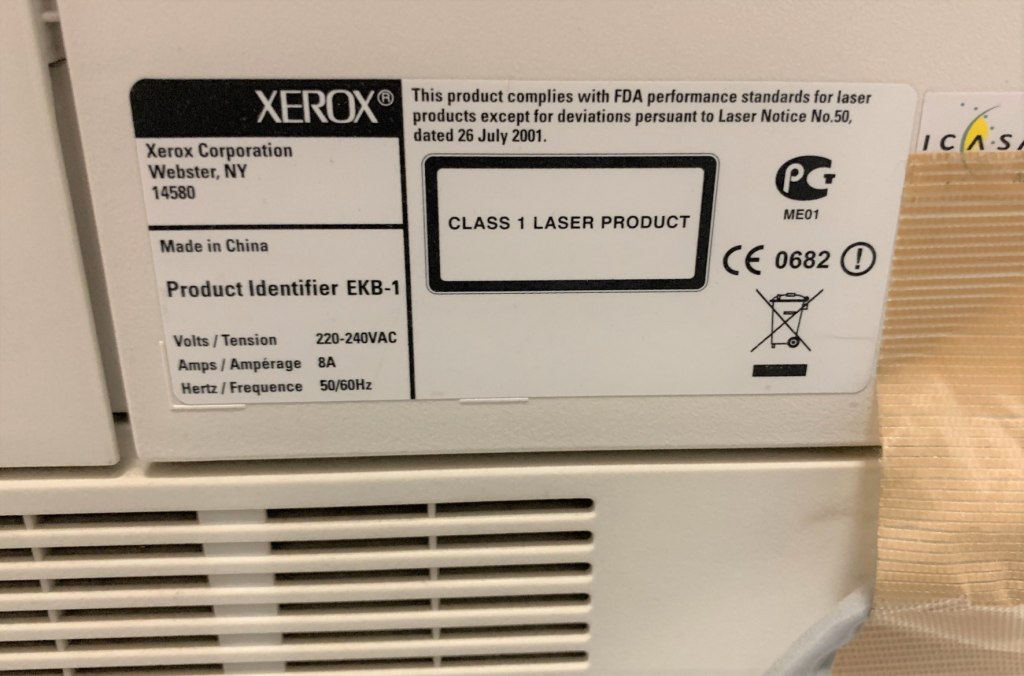 XEROX®
Xerox Corporation
Webster, NY
14580
Made in China
Product Identifier EKB-1
Volts / Tension 220-240VAC
Amps / Ampérage 8A
Hertz / Frequence 50/60Hz
This product complies with FDA performance standards for laser
products except for deviations persuant to Laser Notice No.50,
dated 26 July 2001.
CLASS 1 LASER PRODUCT
PG
ME01
CE 0682
ICASA